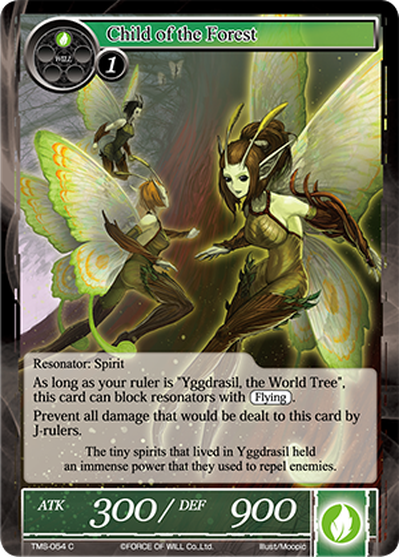 Child of the Forest
WILL
1
Resonator: Spirit
As long as your ruler is "Yggdrasil, the World Tree",
this card can block resonators with Flying.
Prevent all damage that would be dealt to this card by
J-rulers.
The tiny spirits that lived in Yggdrasil held
an immense power that they used to repel enemies.
ATK 300/ DEF 900
TMS-054 C ©FORCE OF WILL Co.,Ltd. Illust/Moopic